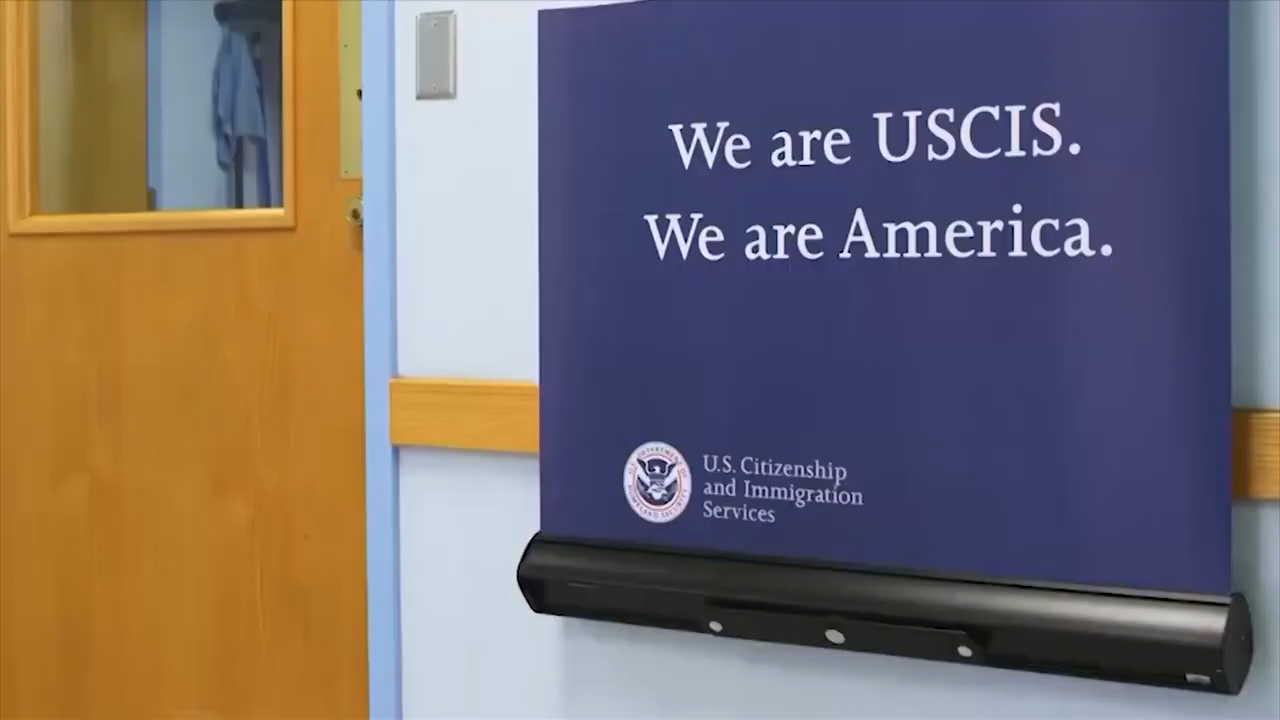 We are USCIS.
We are America.
U.S. Citizenship
and Immigration
Services